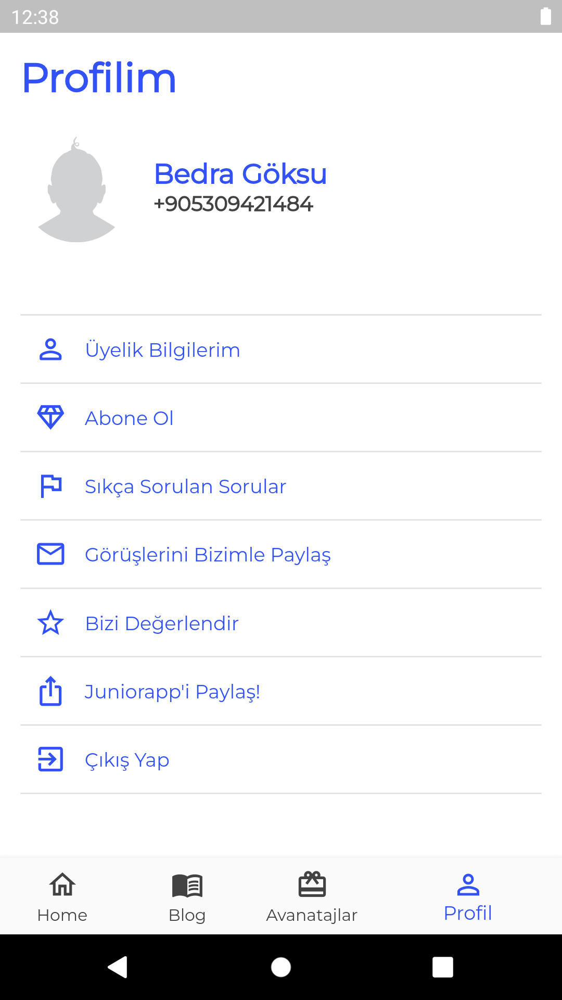 12:38
Profilim
Bedra Göksu
+905309421484
Üyelik Bilgilerim
Abone Ol
Sıkça Sorulan Sorular
Görüşlerini Bizimle Paylaş
Bizi Değerlendir
Juniorapp'i Paylaş!
Çıkış Yap
Home
Blog
Avanatajlar
Profil